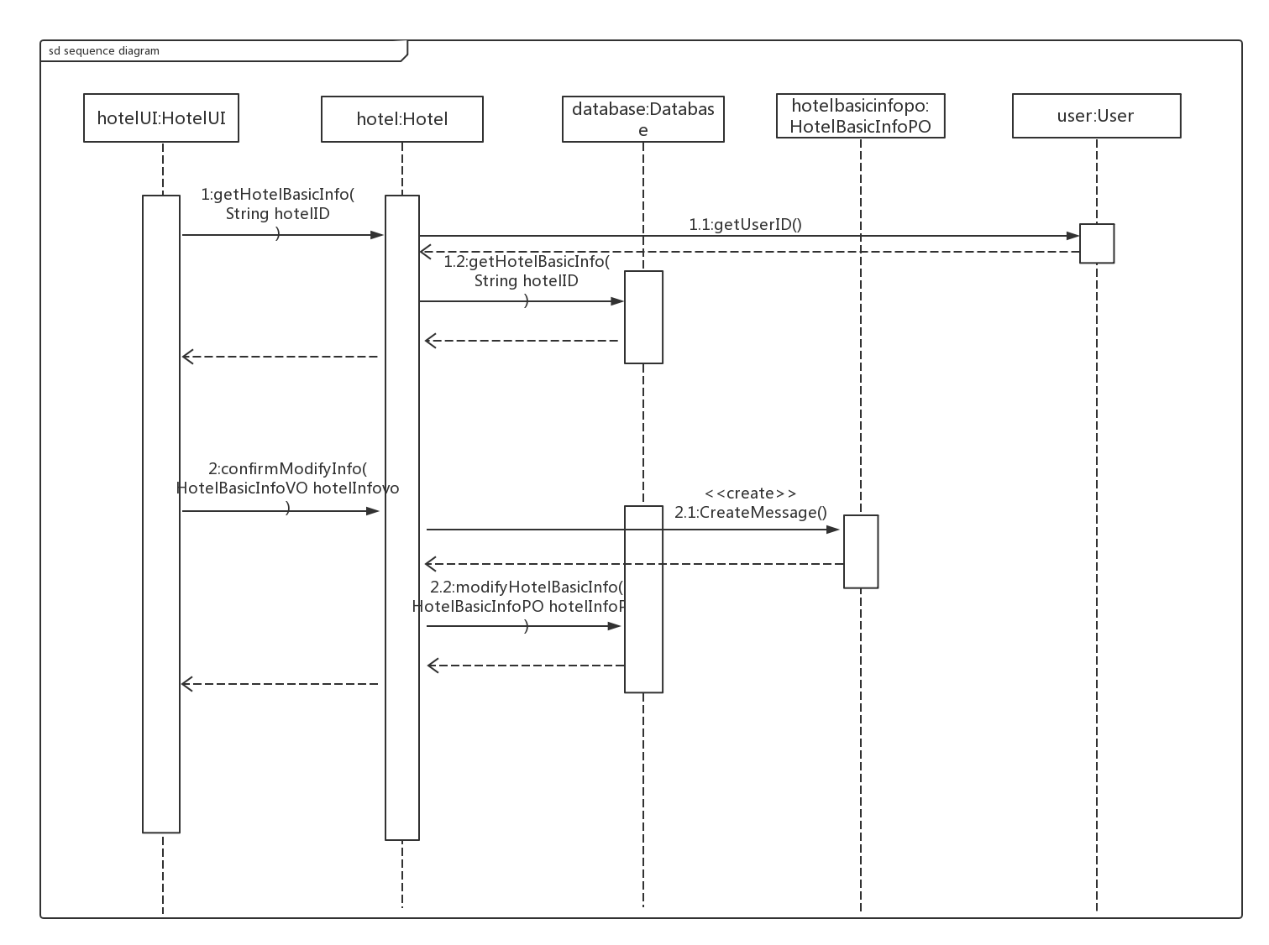 sd sequence diagram
hotelUI:HotelUI
hotel:Hotel
database:Databas
e
hotelbasicinfopo:
HotelBasicInfoPO
user:User
1:getHotelBasicInfo(
String hotelID
)
1.1:getUserID()
1.2:getHotelBasicInfo(
String hotelID
)
2:confirmModifyInfo(
HotelBasicInfoVO hotelInfovo
)
<<create>>
2.1:CreateMessage()
2.2:modifyHotelBasicInfo(
HotelBasicInfoPO hotelInfoP
)